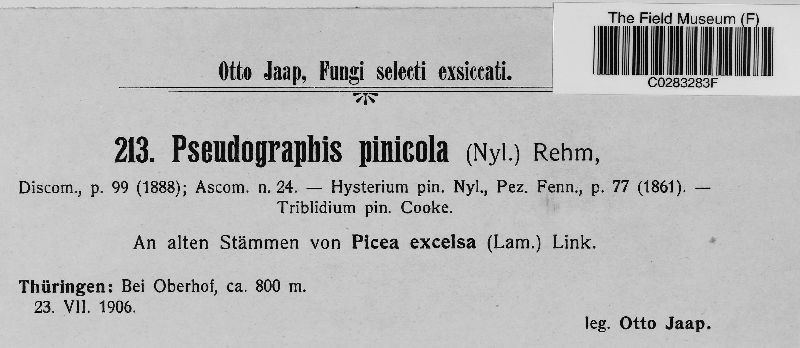 The Field Museum (F)
C0283283F
Otto Jaap, Fungi selecti exsiccati.
213. Pseudographis pinicola (Nyl.) Rehm,
Discom., p. 99 (1888); Ascom. n. 24. — Hysterium pin. Nyl., Pez. Fenn., p. 77 (1861). —
Triblidium pin. Cooke.
An alten Stämmen von Picea excelsa (Lam.) Link.
Thüringen: Bei Oberhof, ca. 800 m.
23. VII. 1906.
leg. Otto Jaap.